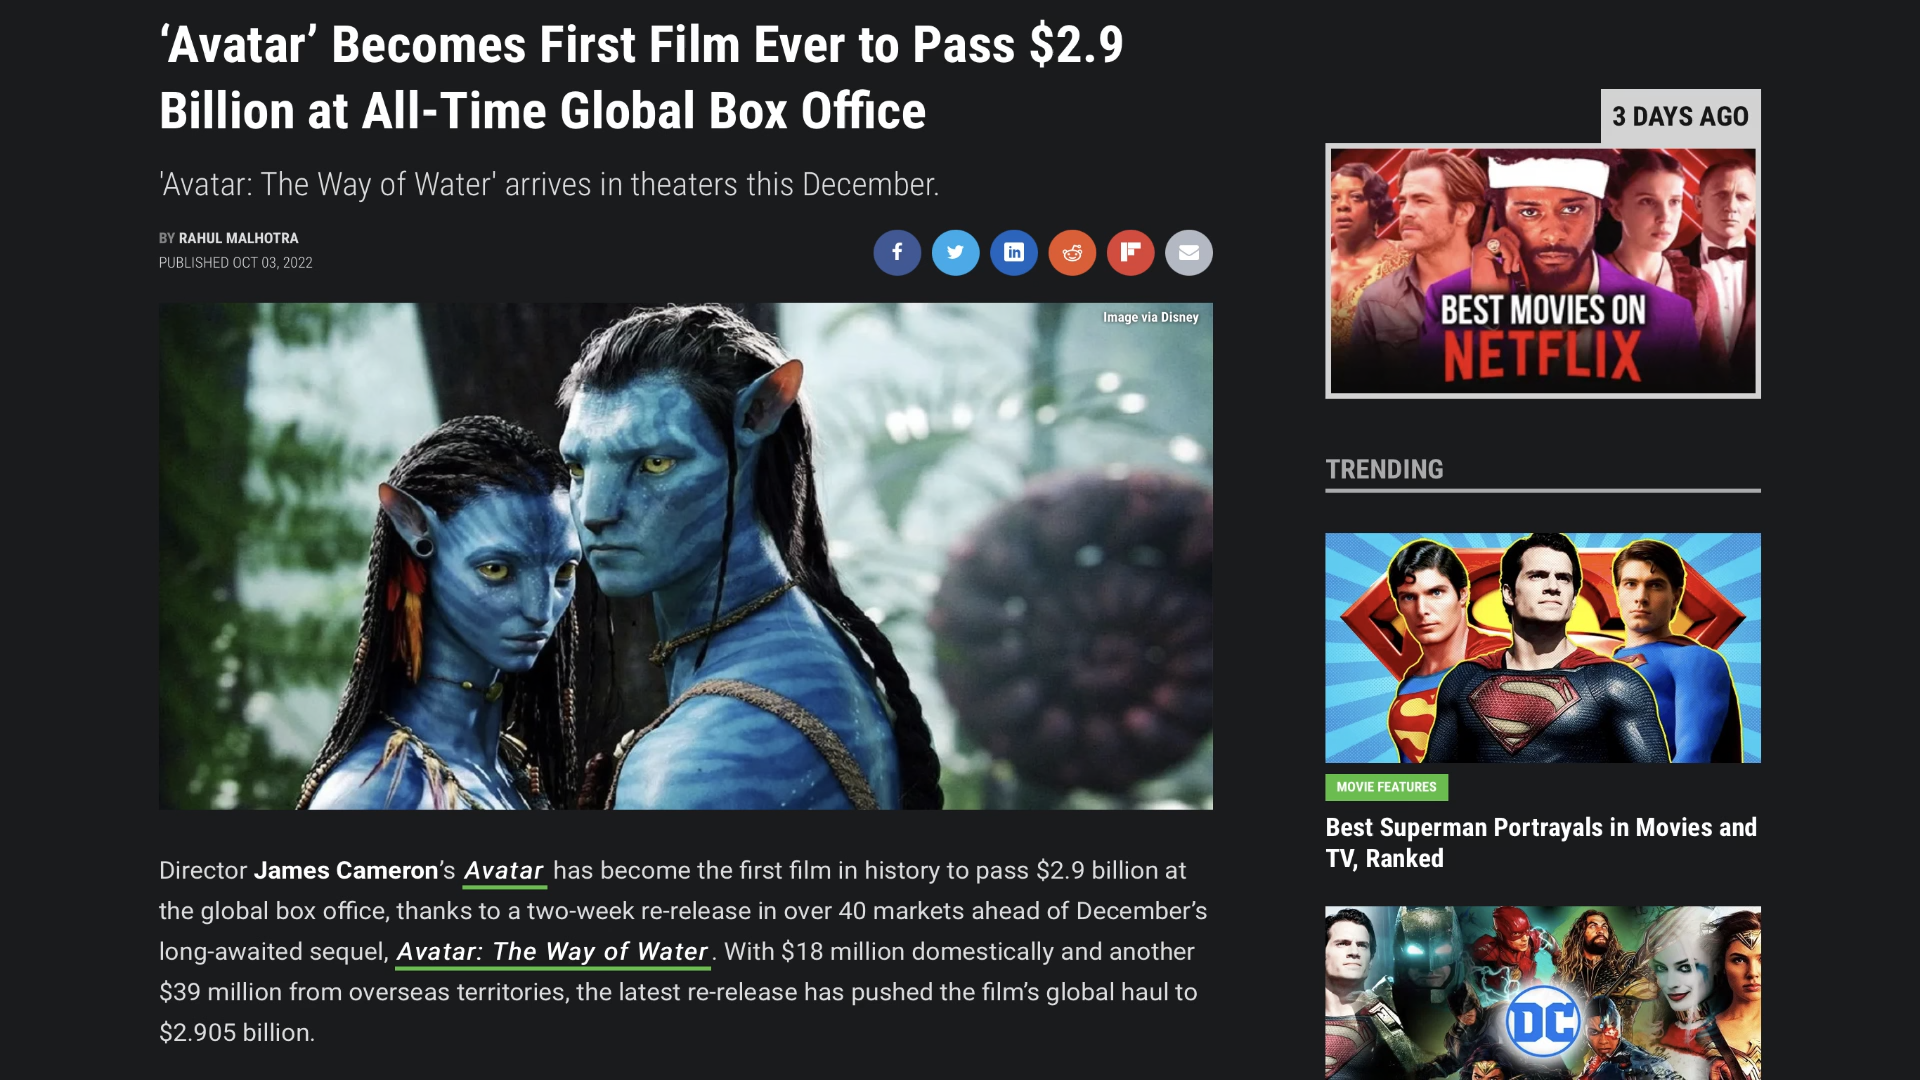 ‘Avatar’ Becomes First Film Ever to Pass $2.9
Billion at All-Time Global Box Office
'Avatar: The Way of Water' arrives in theaters this December.
BY RAHUL MALHOTRA
PUBLISHED OCT 03, 2022
Image via Disney
Director James Cameron’s Avatar has become the first film in history to pass $2.9 billion at
the global box office, thanks to a two-week re-release in over 40 markets ahead of December’s
long-awaited sequel, Avatar: The Way of Water. With $18 million domestically and another
$39 million from overseas territories, the latest re-release has pushed the film’s global haul to
$2.905 billion.
3 DAYS AGO
BEST MOVIES ON
NETFLIX
TRENDING
MOVIE FEATURES
Best Superman Portrayals in Movies and
TV, Ranked
DC